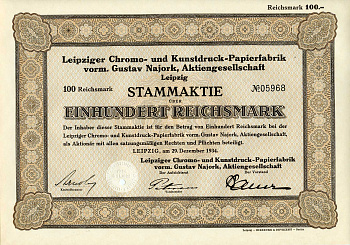 Reichsmark 100.–
Leipziger Chromo- und Kunstdruck-Papierfabrik
vorm. Gustav Najork, Aktiengesellschaft
Leipzig
100 Reichsmark STAMMAKTIE №05968
ÜBER
EINHUNDERT REICHSMARK
Der Inhaber dieser Stammaktie ist für den Betrag von Einhundert Reichsmark bei der
Leipziger Chromo- und Kunstdruck-Papierfabrik vorm. Gustav Najork, Aktiengesellschaft,
als Aktionär mit allen satzungsmäßigen Rechten und Pflichten beteiligt.
LEIPZIG, am 29. Dezember 1934.
Leipziger Chromo- und Kunstdruck-Papierfabrik
vorm. Gustav Najork, Aktiengesellschaft.
Der Aufsichtsrat Der Vorstand